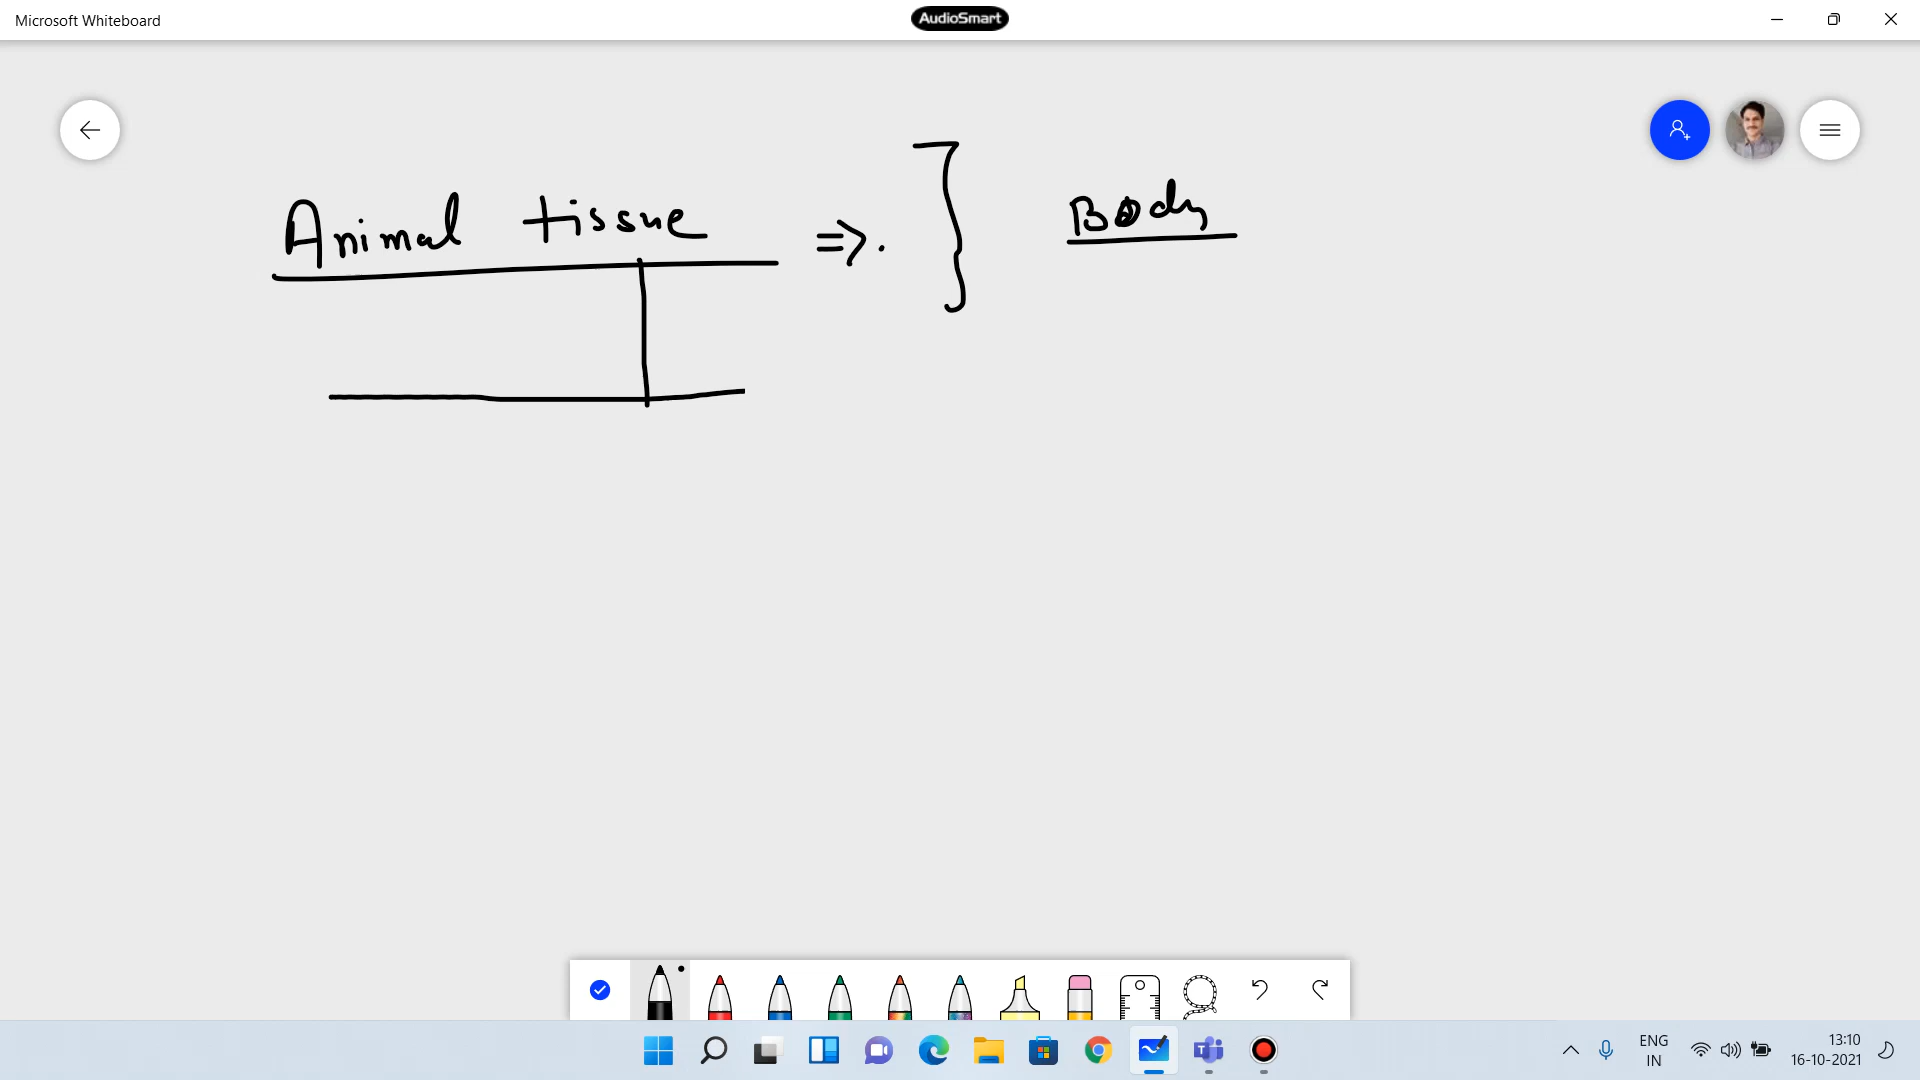 Microsoft Whiteboard
AudioSmart
Animal tissue => . Body
ENG
IN
13:10
16-10-2021